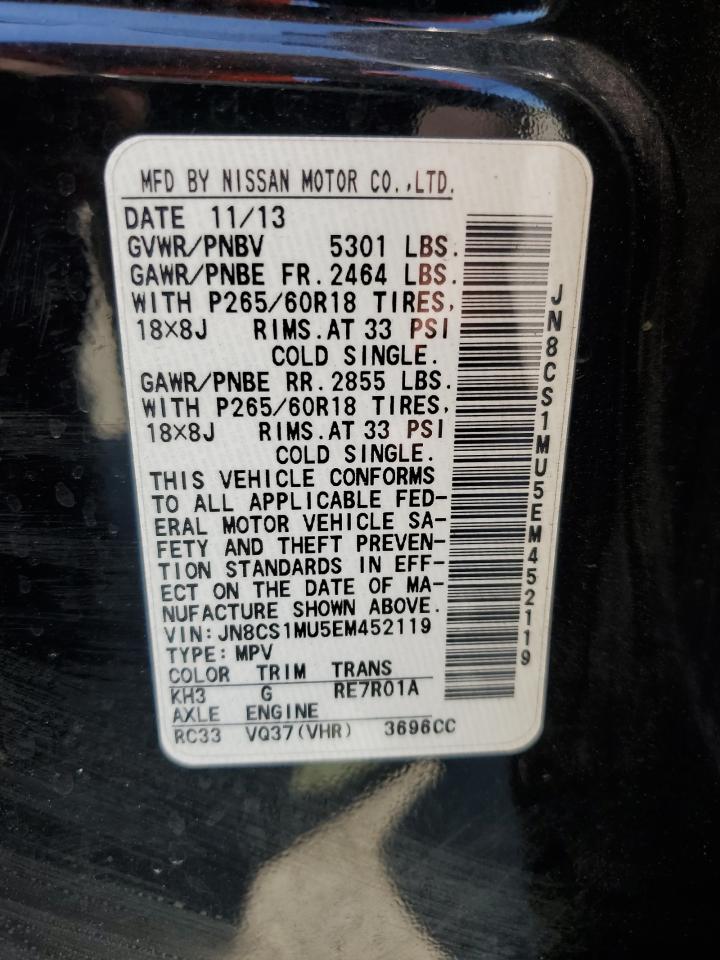 MFD BY NISSAN MOTOR CO.,LTD.
DATE 11/13
GVWR/PNBV 5301 LBS.
GAWR/PNBE FR. 2464 LBS.
WITH P265/60R18 TIRES,
18X8J RIMS.AT 33 PSI
COLD SINGLE.
GAWR/PNBE RR. 2855 LBS.
WITH P265/60R18 TIRES,
18X8J RIMS.AT 33 PSI
COLD SINGLE.
THIS VEHICLE CONFORMS
TO ALL APPLICABLE FED-
ERAL MOTOR VEHICLE SA-
FETY AND THEFT PREVEN-
TION STANDARDS IN EFF-
ECT ON THE DATE OF MA-
NUFACTURE SHOWN ABOVE.
VIN:JN8CS1MU5EM452119
TYPE:MPV
COLOR TRIM TRANS
KH3 G RE7R01A
AXLE ENGINE
RC33 VQ37(VHR) 3696CC
JN8CS1MU5EM452119